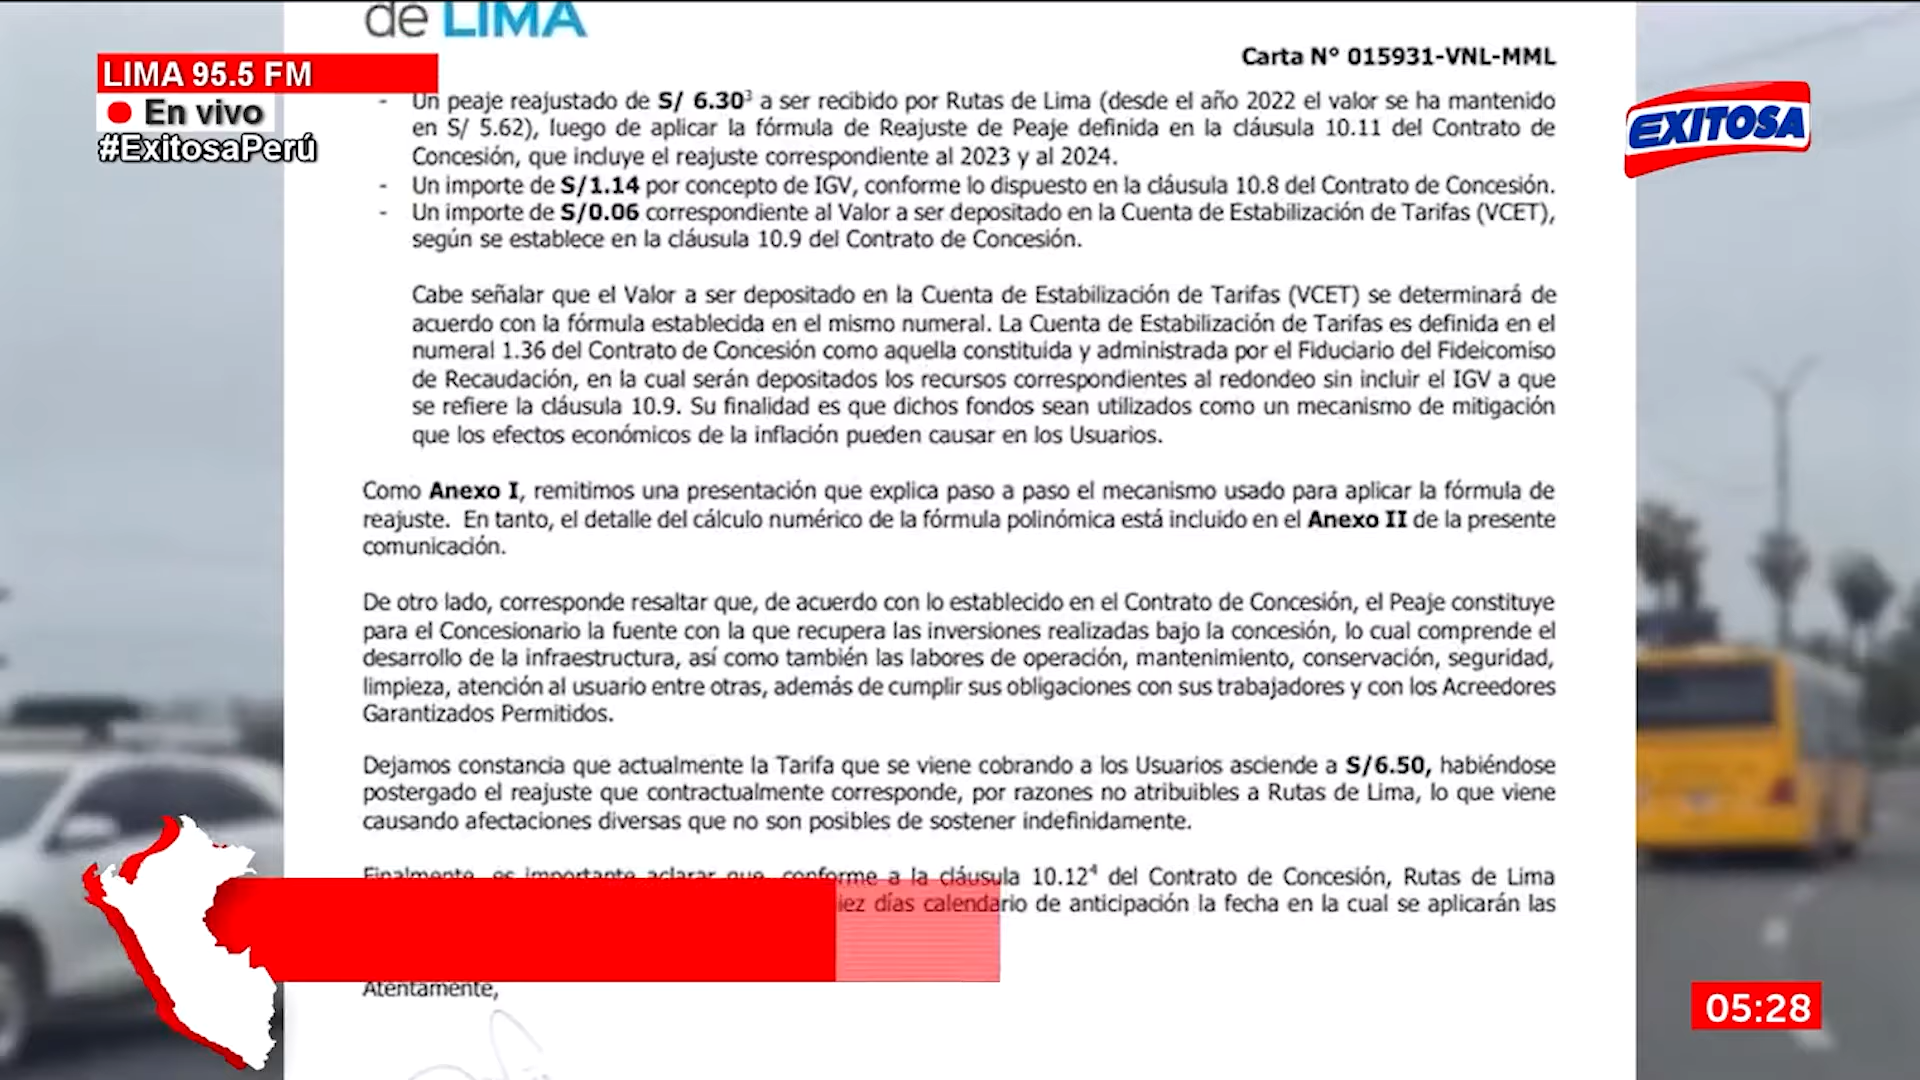 de LIMA
LIMA 95.5 FM
En vivo
#ExitosaPerú
EXITOSA
Carta N° 015931-VNL-MML
- Un peaje reajustado de S/ 6.30³ a ser recibido por Rutas de Lima (desde el año 2022 el valor se ha mantenido
en S/ 5.62), luego de aplicar la fórmula de Reajuste de Peaje definida en la cláusula 10.11 del Contrato de
Concesión, que incluye el reajuste correspondiente al 2023 y al 2024.
- Un importe de S/1.14 por concepto de IGV, conforme lo dispuesto en la cláusula 10.8 del Contrato de Concesión.
- Un importe de S/0.06 correspondiente al Valor a ser depositado en la Cuenta de Estabilización de Tarifas (VCET),
según se establece en la cláusula 10.9 del Contrato de Concesión.
Cabe señalar que el Valor a ser depositado en la Cuenta de Estabilización de Tarifas (VCET) se determinará de
acuerdo con la fórmula establecida en el mismo numeral. La Cuenta de Estabilización de Tarifas es definida en el
numeral 1.36 del Contrato de Concesión como aquella constituida y administrada por el Fiduciario del Fideicomiso
de Recaudación, en la cual serán depositados los recursos correspondientes al redondeo sin incluir el IGV a que
se refiere la cláusula 10.9. Su finalidad es que dichos fondos sean utilizados como un mecanismo de mitigación
que los efectos económicos de la inflación pueden causar en los Usuarios.
Como Anexo I, remitimos una presentación que explica paso a paso el mecanismo usado para aplicar la fórmula de
reajuste. En tanto, el detalle del cálculo numérico de la fórmula polinómica está incluido en el Anexo II de la presente
comunicación.
De otro lado, corresponde resaltar que, de acuerdo con lo establecido en el Contrato de Concesión, el Peaje constituye
para el Concesionario la fuente con la que recupera las inversiones realizadas bajo la concesión, lo cual comprende el
desarrollo de la infraestructura, así como también las labores de operación, mantenimiento, conservación, seguridad,
limpieza, atención al usuario entre otras, además de cumplir sus obligaciones con sus trabajadores y con los Acreedores
Garantizados Permitidos.
Dejamos constancia que actualmente la Tarifa que se viene cobrando a los Usuarios asciende a S/6.50, habiéndose
postergado el reajuste que contractualmente corresponde, por razones no atribuibles a Rutas de Lima, lo que viene
causando afectaciones diversas que no son posibles de sostener indefinidamente.
Finalmente, es importante aclarar que, conforme a la cláusula 10.12⁴ del Contrato de Concesión, Rutas de Lima
iez días calendario de anticipación la fecha en la cual se aplicarán las
Atentamente,
05:28